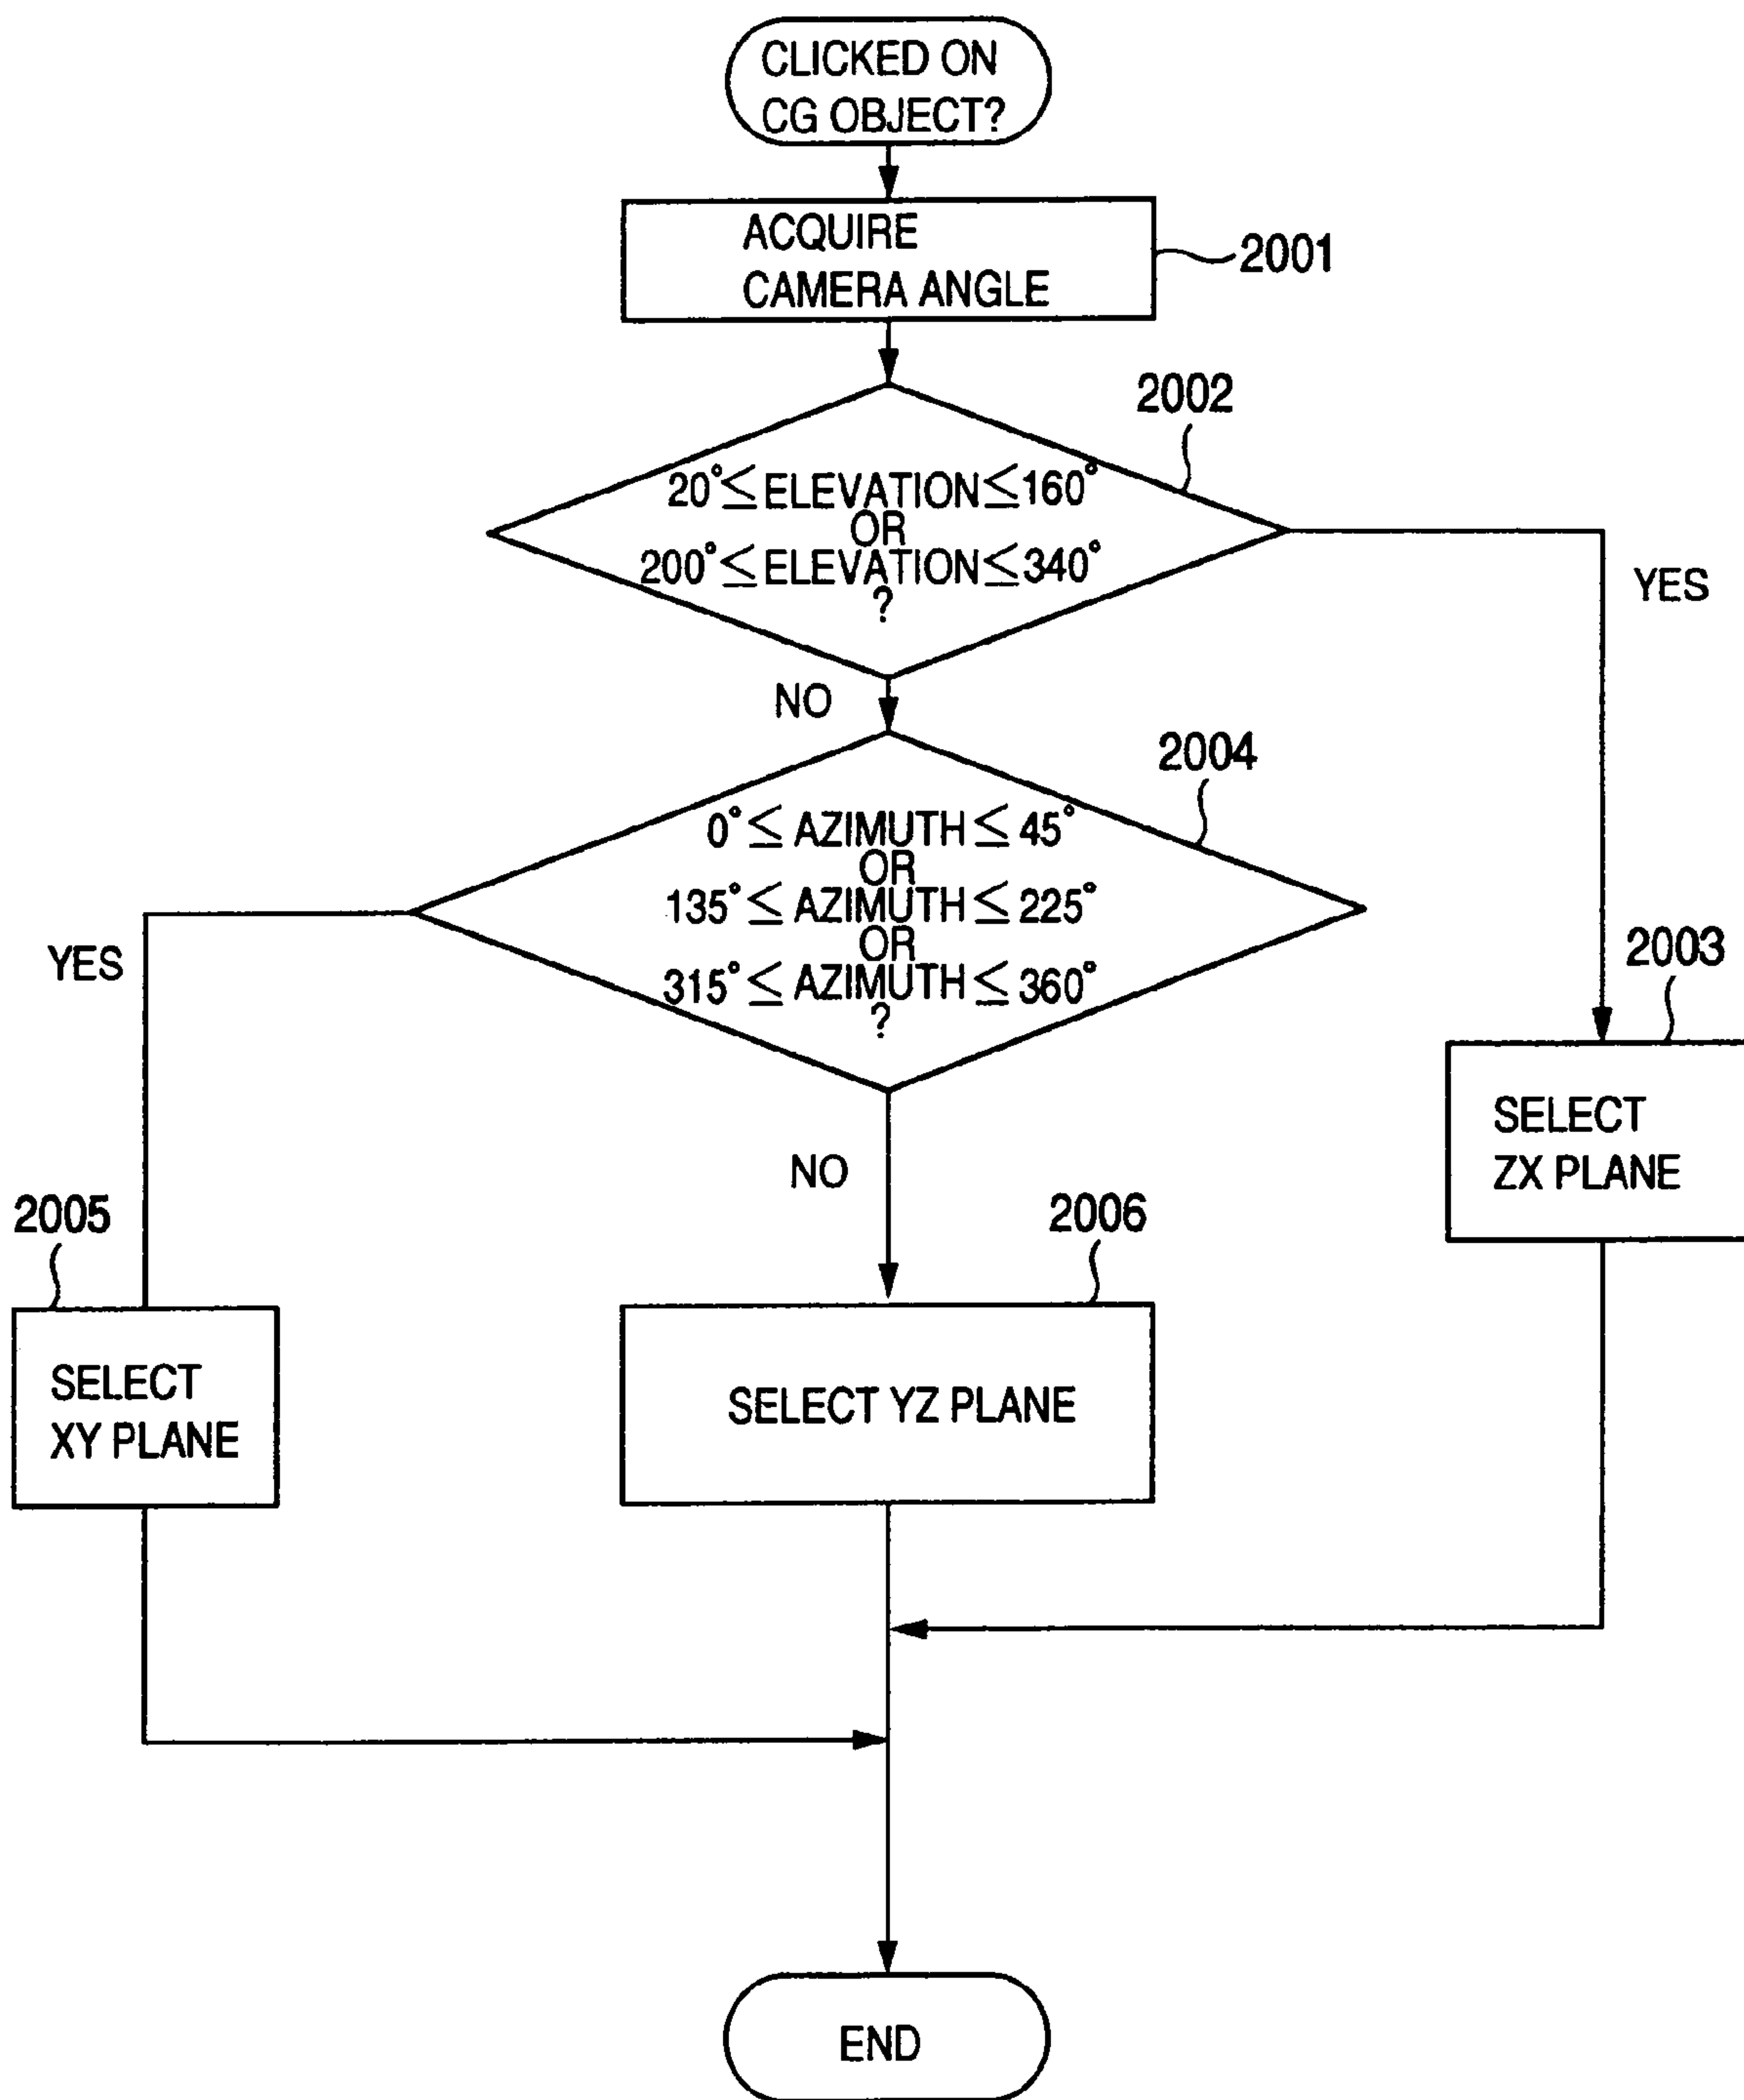 CLICKED ON
CG OBJECT?
ACQUIRE
CAMERA ANGLE
2001
2002
20°≦ELEVATION≦160°
OR
200°≦ELEVATION≦340°
?
YES
NO
2004
0°≦ AZIMUTH ≦ 45°
OR
135°≦ AZIMUTH ≦ 225°
OR
315°≦ AZIMUTH ≦ 360°
?
YES
NO
2003
SELECT
ZX PLANE
2005
SELECT
XY PLANE
2006
SELECT YZ PLANE
END